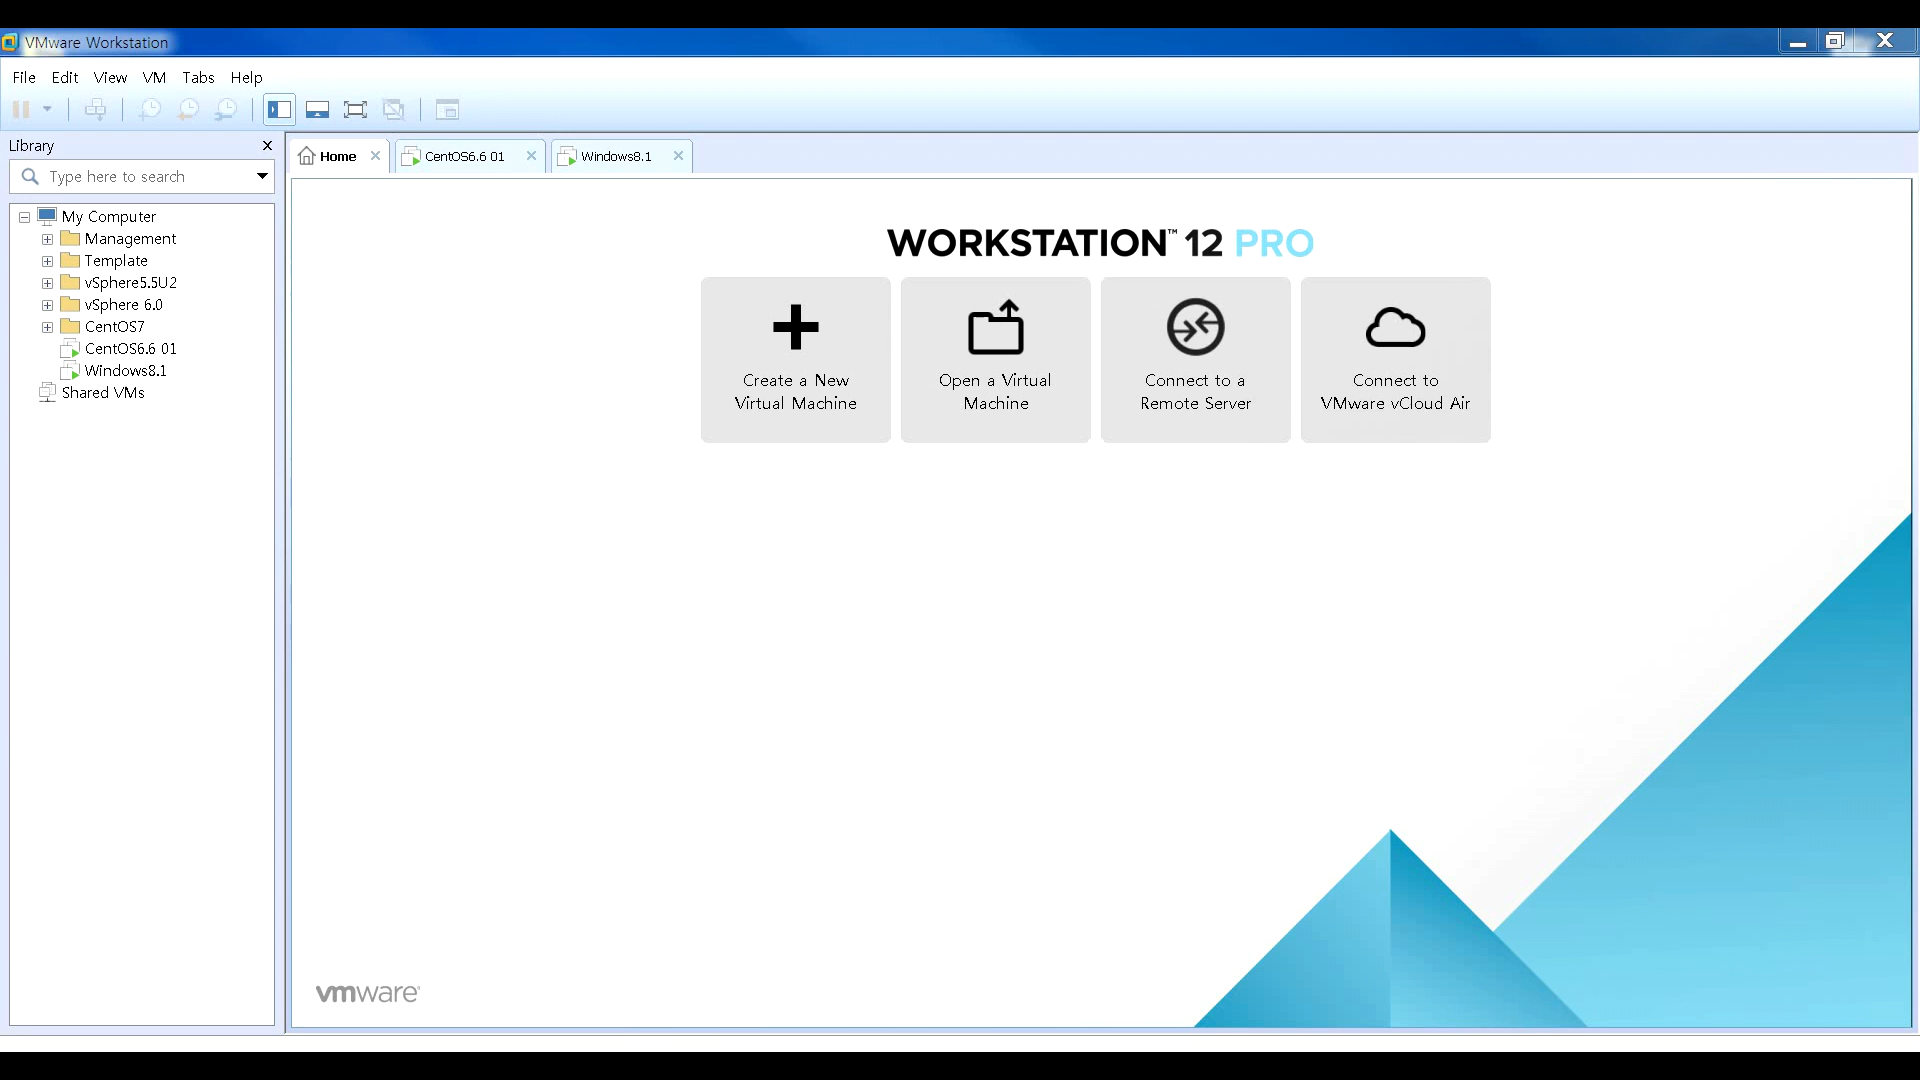 VMware Workstation
File Edit View VM Tabs Help
Library
Type here to search
My Computer
Management
Template
vSphere5.5U2
vSphere 6.0
CentOS7
CentOS6.6 01
Windows8.1
Shared VMs
Home
CentOS6.6 01
Windows8.1
WORKSTATION™ 12 PRO
Create a New
Virtual Machine
Open a Virtual
Machine
Connect to a
Remote Server
Connect to
VMware vCloud Air
vmware®